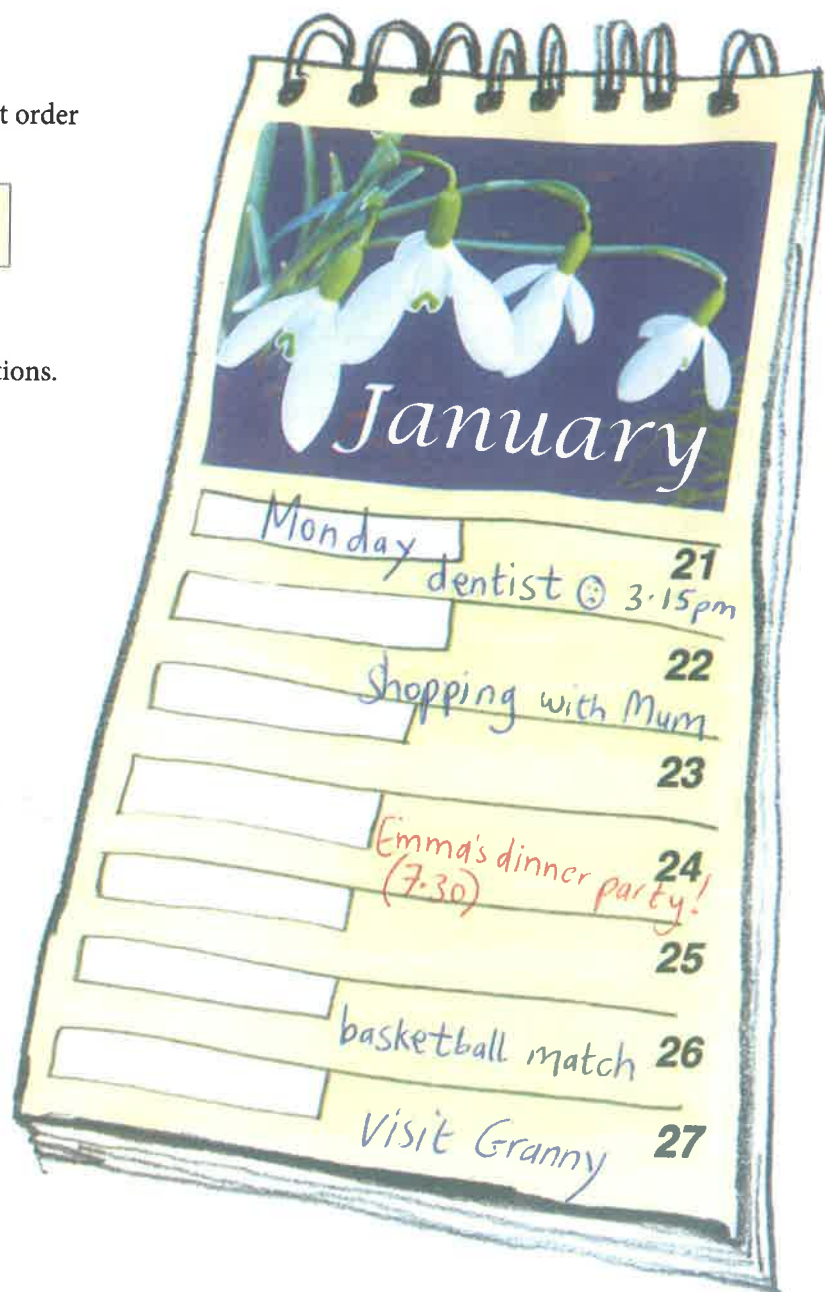 t order
tions.
January
Monday
21
dentist 3.15pm
22
Shopping with Mum
23
24
Emma's dinner party!
(7.30)
25
basketball match 26
Visit Granny 27